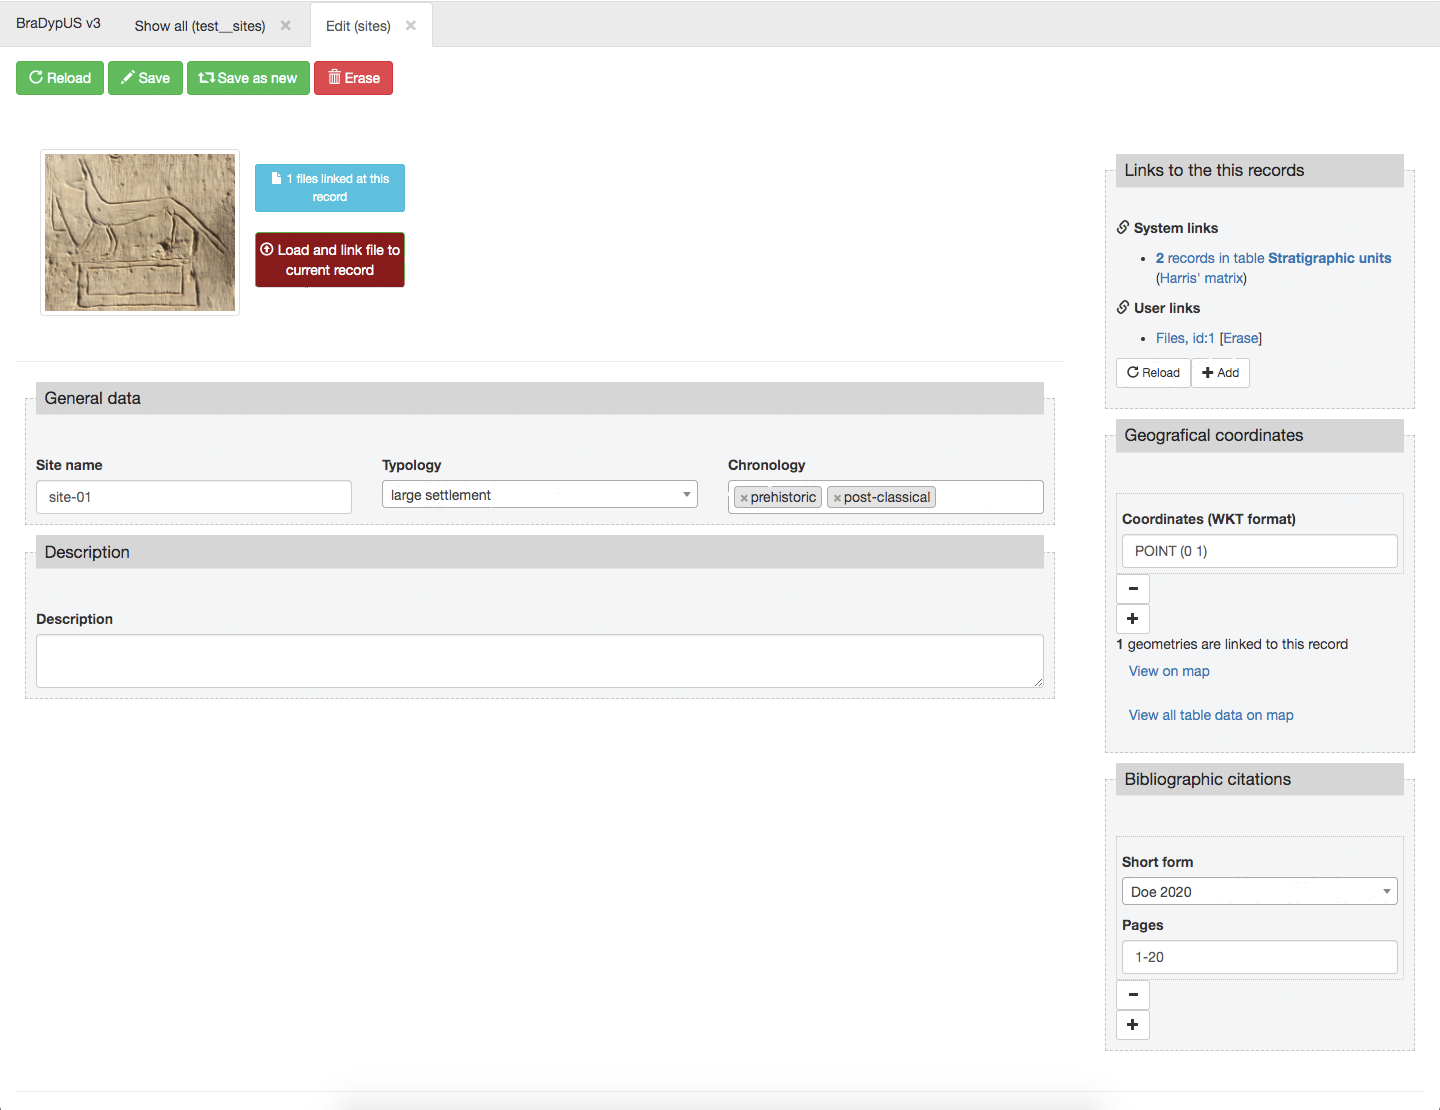 BraDypUS v3
Show all (test__sites) ×
Edit (sites) ×
Reload
Save
Save as new
Erase
1 files linked at this
record
Load and link file to
current record
General data
Site name
site-01
Typology
large settlement
Chronology
×prehistoric
×post-classical
Description
Description
Links to the this records
System links
• 2 records in table Stratigraphic units
(Harris' matrix)
User links
• Files, id:1 [Erase]
Reload
+ Add
Geografical coordinates
Coordinates (WKT format)
POINT (0 1)
−
+
1 geometries are linked to this record
View on map
View all table data on map
Bibliographic citations
Short form
Doe 2020
Pages
1-20
−
+